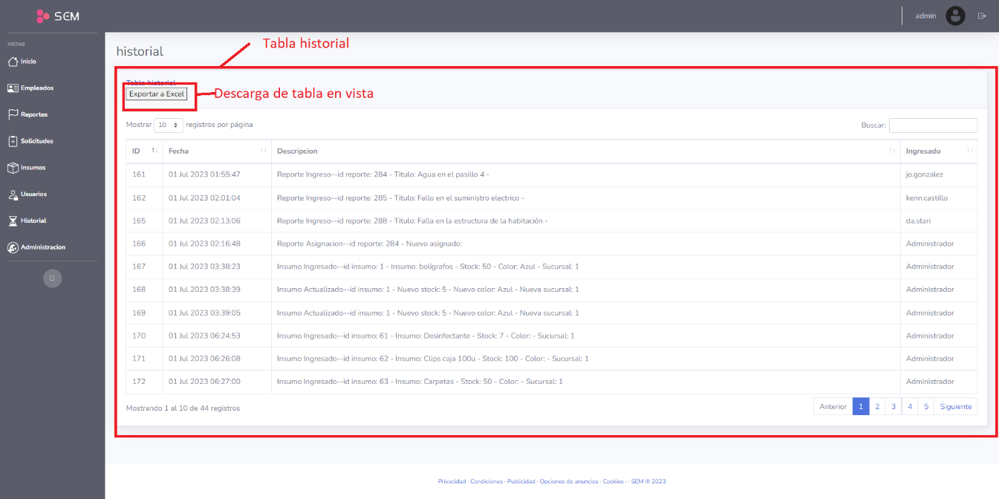 SEM
admin
VISTAS
Inicio
Empleados
Reportes
Solicitudes
Insumos
Usuarios
Historial
Administracion
historial
Tabla historial
Tabla historial
Exportar a Excel
Descarga de tabla en vista
Mostrar 10 registros por página
Buscar:
ID Fecha Descripcion Ingresado
161 01 Jul 2023 01:55:47 Reporte Ingreso--id reporte: 284 - Titulo: Agua en el pasillo 4 - jo.gonzalez
162 01 Jul 2023 02:01:04 Reporte Ingreso--id reporte: 285 - Titulo: Fallo en el suministro electrico - kenn.castillo
165 01 Jul 2023 02:13:06 Reporte Ingreso--id reporte: 288 - Titulo: Falla en la estructura de la habitación - da.stari
166 01 Jul 2023 02:16:48 Reporte Asignacion--id reporte: 284 - Nuevo asignado: Administrador
167 01 Jul 2023 03:38:23 Insumo Ingresado--id insumo: 1 - Insumo: bolígrafos - Stock: 50 - Color: Azul - Sucursal: 1 Administrador
168 01 Jul 2023 03:38:39 Insumo Actualizado--id insumo: 1 - Nuevo stock: 5 - Nuevo color: Azul - Nueva sucursal: 1 Administrador
169 01 Jul 2023 03:39:05 Insumo Actualizado--id insumo: 1 - Nuevo stock: 5 - Nuevo color: Azul - Nueva sucursal: 1 Administrador
170 01 Jul 2023 06:24:53 Insumo Ingresado--id insumo: 61 - Insumo: Desinfectante - Stock: 7 - Color: - Sucursal: 1 Administrador
171 01 Jul 2023 06:26:08 Insumo Ingresado--id insumo: 62 - Insumo: Clips caja 100u - Stock: 100 - Color: - Sucursal: 1 Administrador
172 01 Jul 2023 06:27:00 Insumo Ingresado--id insumo: 63 - Insumo: Carpetas - Stock: 50 - Color: - Sucursal: 1 Administrador
Mostrando 1 al 10 de 44 registros
Anterior 1 2 3 4 5 Siguiente
Privacidad · Condiciones · Publicidad · Opciones de anuncios · Cookies · · SEM ® 2023